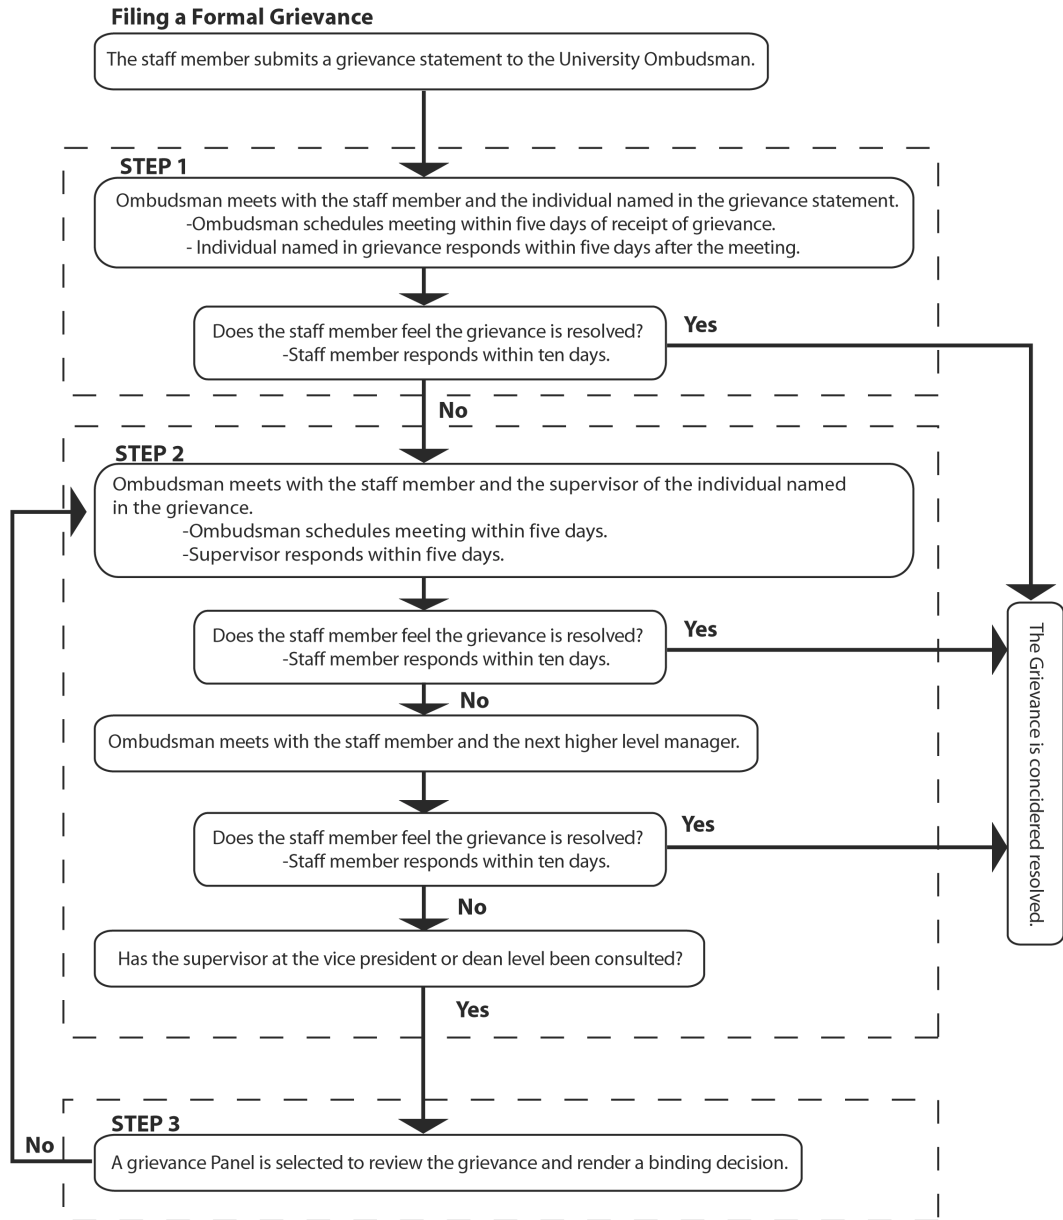 Filing a Formal Grievance
The staff member submits a grievance statement to the University Ombudsman.
STEP 1
Ombudsman meets with the staff member and the individual named in the grievance statement.
-Ombudsman schedules meeting within five days of receipt of grievance.
- Individual named in grievance responds within five days after the meeting.
Does the staff member feel the grievance is resolved?
-Staff member responds within ten days.
Yes
No
STEP 2
Ombudsman meets with the staff member and the supervisor of the individual named
in the grievance.
-Ombudsman schedules meeting within five days.
-Supervisor responds within five days.
Does the staff member feel the grievance is resolved?
-Staff member responds within ten days.
Yes
No
Ombudsman meets with the staff member and the next higher level manager.
Does the staff member feel the grievance is resolved?
-Staff member responds within ten days.
Yes
No
The Grievance is concidered resolved.
Has the supervisor at the vice president or dean level been consulted?
Yes
STEP 3
No
A grievance Panel is selected to review the grievance and render a binding decision.